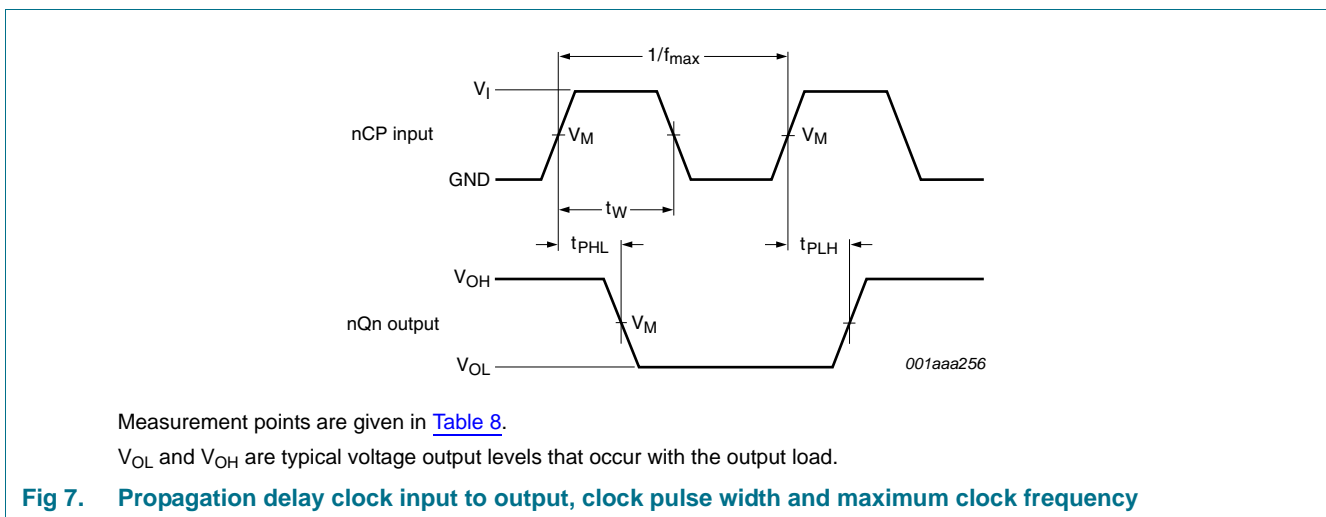 1/fmax
VI
nCP input
VM
VM
GND
tW
tPHL
tPLH
VOH
nQn output
VM
VOL
001aaa256
Measurement points are given in Table 8.
VOL and VOH are typical voltage output levels that occur with the output load.
Fig 7. Propagation delay clock input to output, clock pulse width and maximum clock frequency